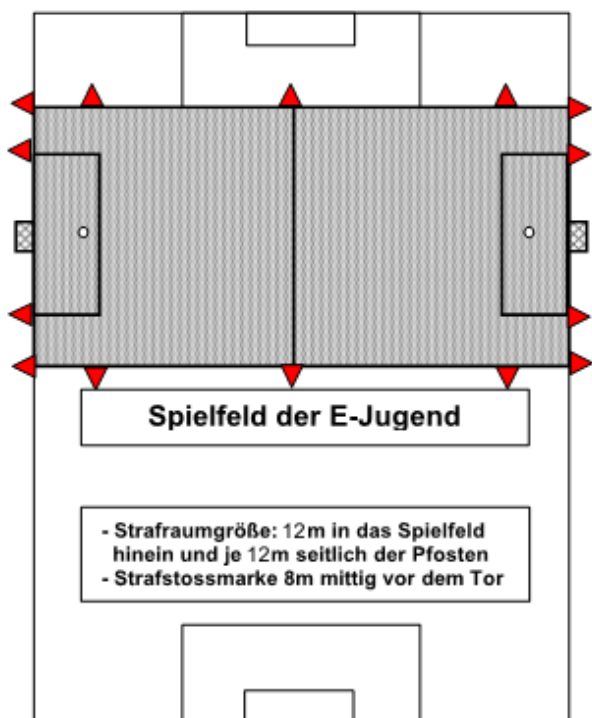 Spielfeld der E-Jugend
- Strafraumgröße: 12m in das Spielfeld
hinein und je 12m seitlich der Pfosten
- Strafstossmarke 8m mittig vor dem Tor